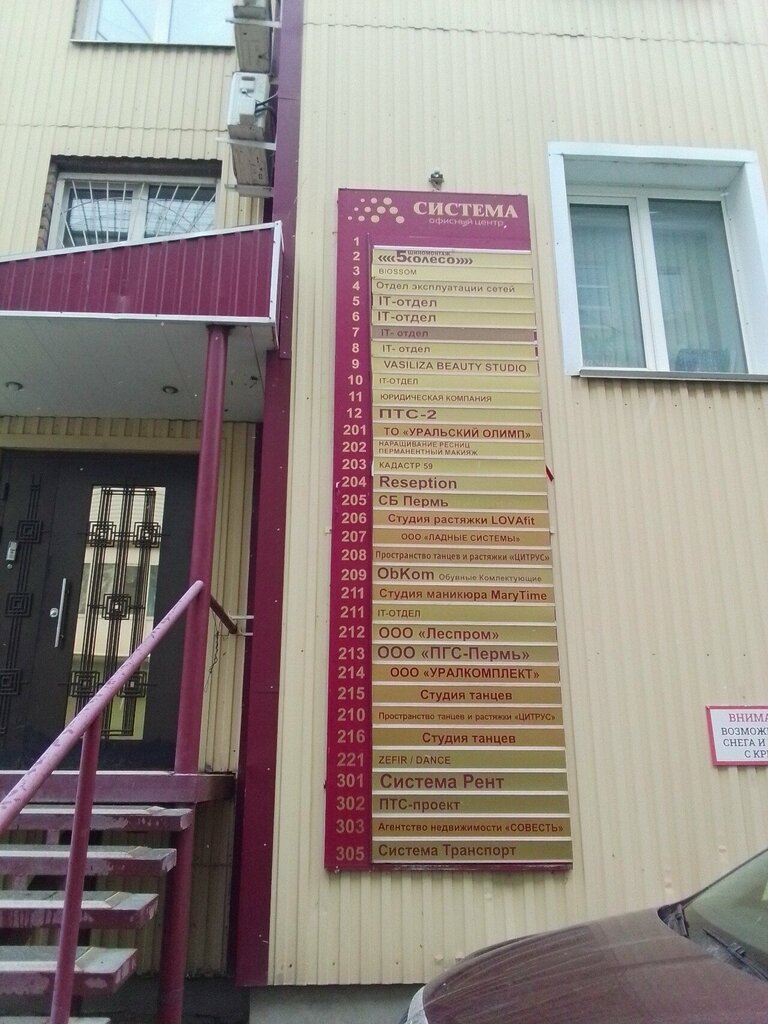 СИСТЕМА
офисный центр
1
2 ШИНОМОНТАЖ
5колесо
3 BIOSSOM
4 Отдел эксплуатации сетей
5 IT-отдел
6 IT-отдел
7 IT- отдел
8 IT- отдел
9 VASILIZA BEAUTY STUDIO
10 IT-ОТДЕЛ
11 ЮРИДИЧЕСКАЯ КОМПАНИЯ
12 ПТС-2
201 ТО «УРАЛЬСКИЙ ОЛИМП»
202 НАРАЩИВАНИЕ РЕСНИЦ
ПЕРМАНЕНТНЫЙ МАКИЯЖ
203 КАДАСТР 59
204 Reseption
205 СБ Пермь
206 Студия растяжки LOVAfit
207 ООО «ЛАДНЫЕ СИСТЕМЫ»
208 Пространство танцев и растяжки «ЦИТРУС»
209 ObKom Обувные Комлектующие
211 Студия маникюра MaryTime
211 IT-ОТДЕЛ
212 ООО «Леспром»
213 ООО «ПГС-Пермь»
214 ООО «УРАЛКОМПЛЕКТ»
215 Студия танцев
210 Пространство танцев и растяжки «ЦИТРУС»
216 Студия танцев
221 ZEFIR / DANCE
301 Система Рент
302 ПТС-проект
303 Агентство недвижимости «СОВЕСТЬ»
305 Система Транспорт
ВНИМА
ВОЗМОЖ
СНЕГА И
С КР